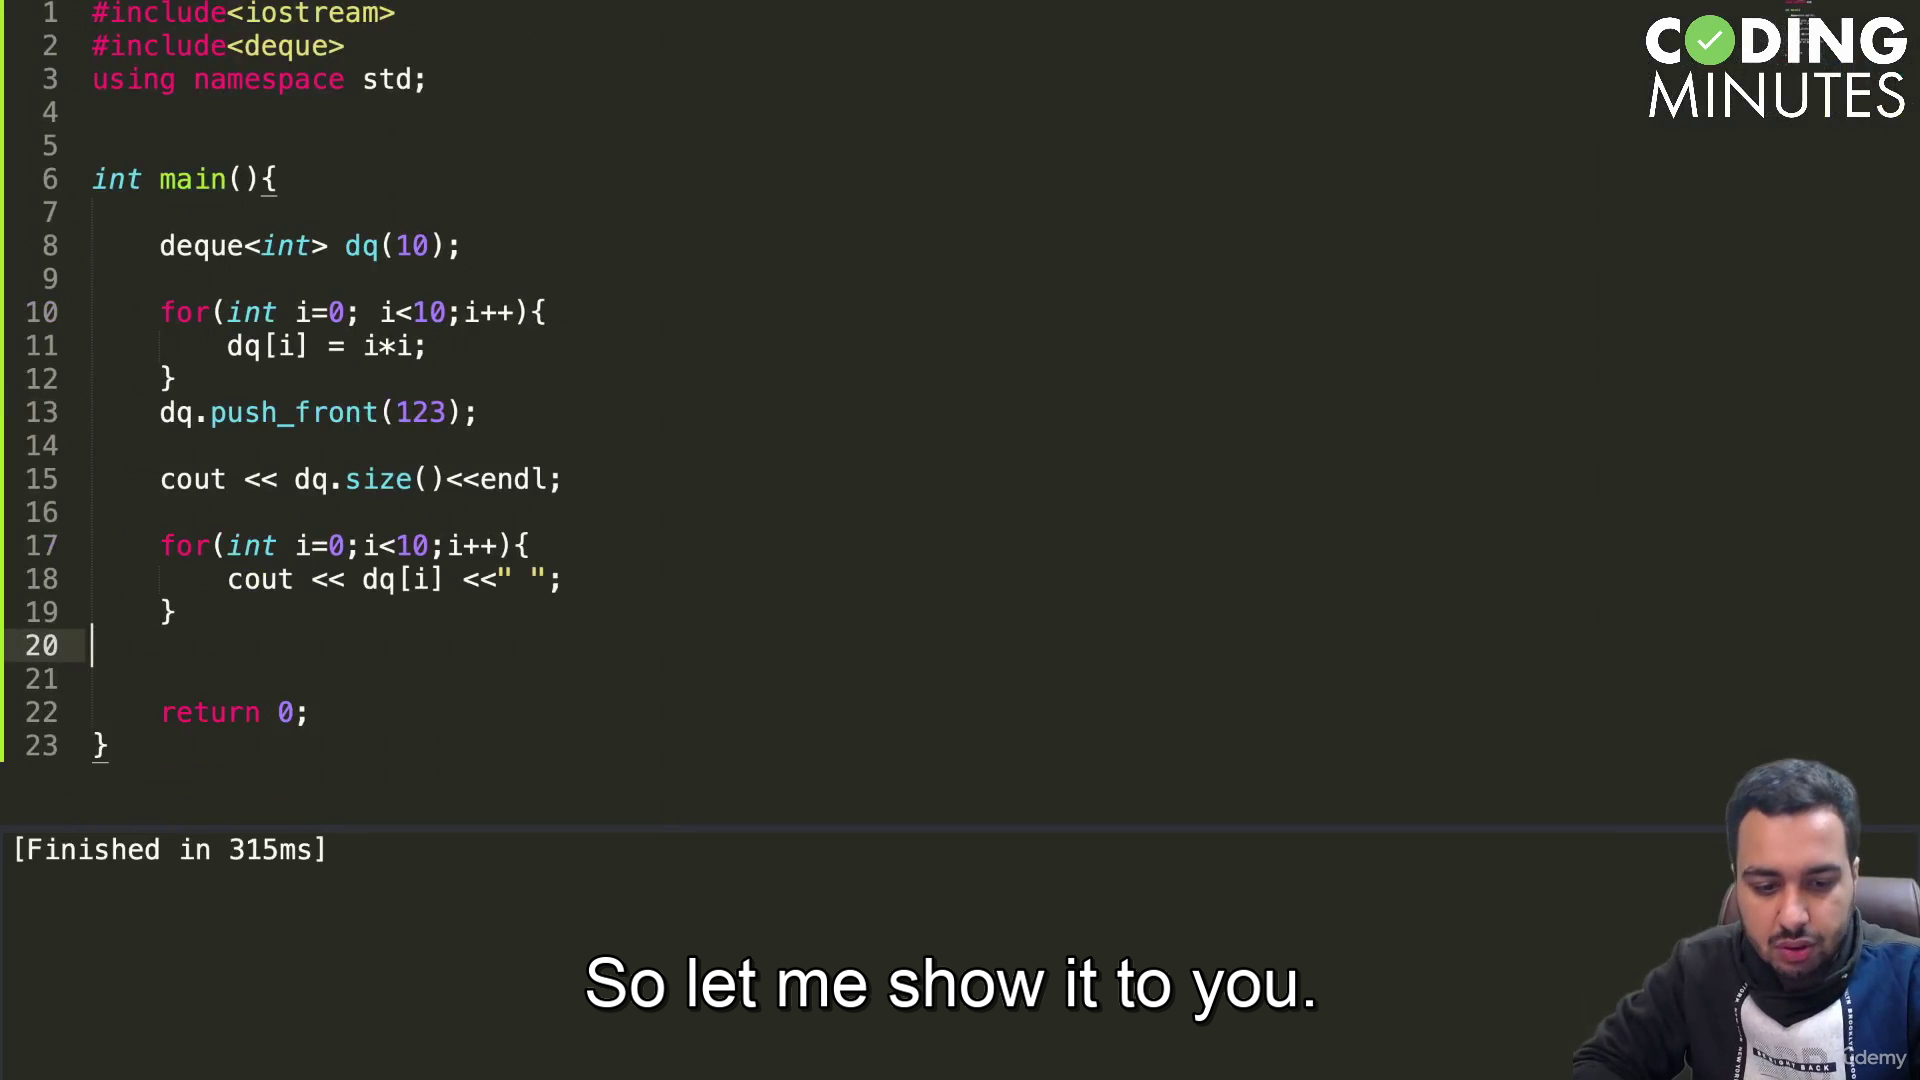 1 #include<iostream>
2 #include<deque>
3 using namespace std;
4
5
6 int main(){
7
8 deque<int> dq(10);
9
10 for(int i=0; i<10;i++){
11 dq[i] = i*i;
12 }
13 dq.push_front(123);
14
15 cout << dq.size()<<endl;
16
17 for(int i=0;i<10;i++){
18 cout << dq[i] <<" ";
19 }
20
21
22 return 0;
23 }
CODING
MINUTES
[Finished in 315ms]
So let me show it to you.